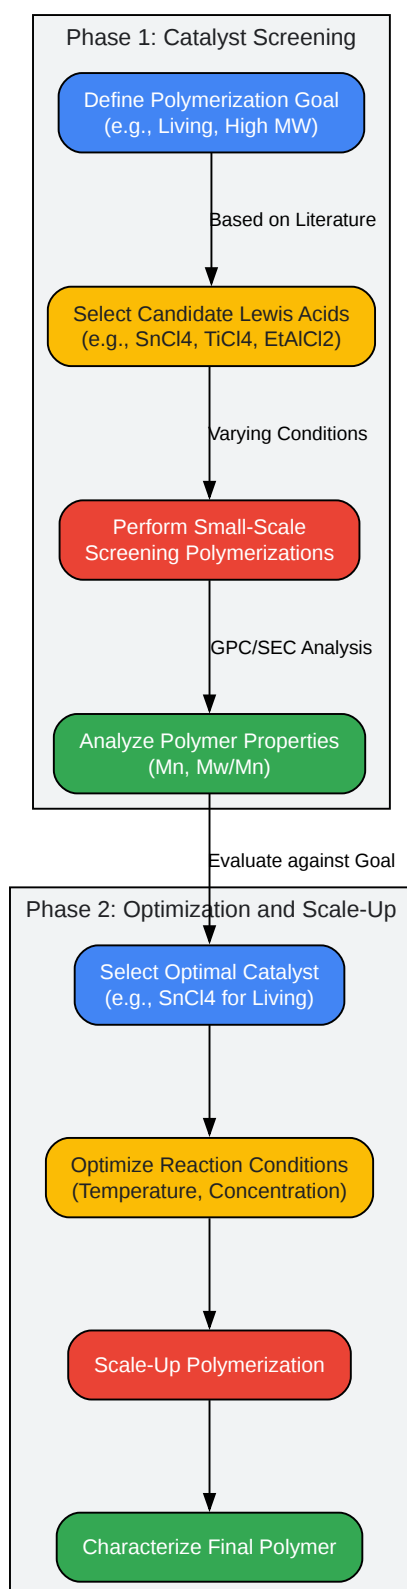 Phase 1: Catalyst Screening
Define Polymerization Goal
(e.g., Living, High MW)
Based on Literature
Select Candidate Lewis Acids
(e.g., SnCl4, TiCl4, EtAlCl2)
Varying Conditions
Perform Small-Scale
Screening Polymerizations
GPC/SEC Analysis
Analyze Polymer Properties
(Mn, Mw/Mn)
Evaluate against Goal
Phase 2: Optimization and Scale-Up
Select Optimal Catalyst
(e.g., SnCl4 for Living)
Optimize Reaction Conditions
(Temperature, Concentration)
Scale-Up Polymerization
Characterize Final Polymer